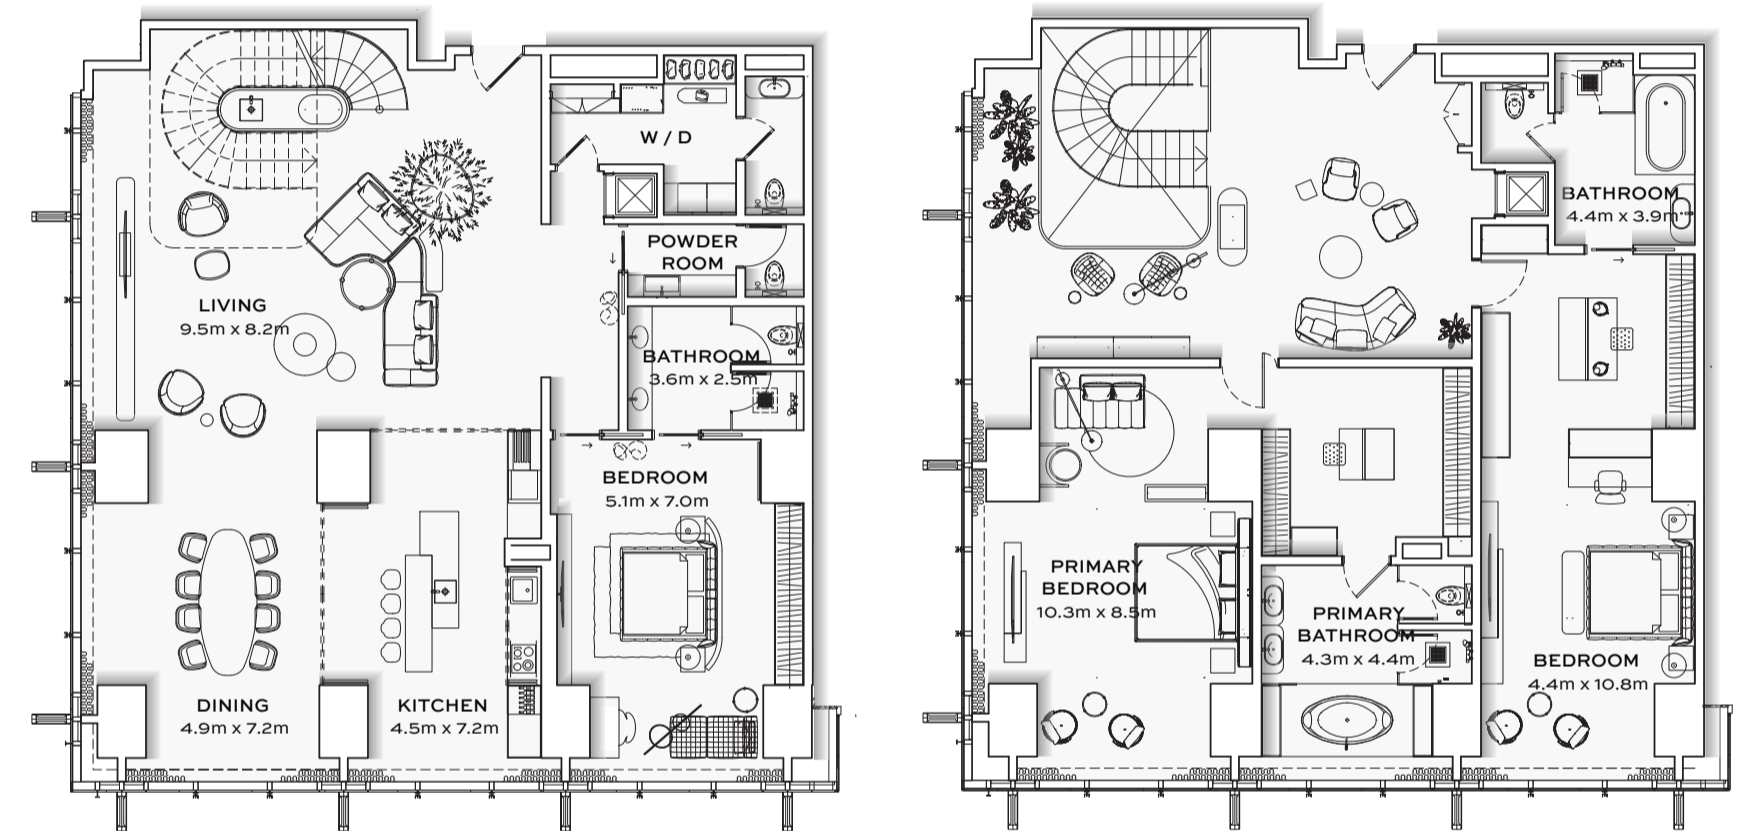 W / D
POWDER
ROOM
LIVING
9.5m x 8.2m
BATHROOM
3.6m x 2.5m
BEDROOM
5.1m x 7.0m
DINING
4.9m x 7.2m
KITCHEN
4.5m x 7.2m
BATHROOM
4.4m x 3.9m
PRIMARY
BEDROOM
10.3m x 8.5m
PRIMARY
BATHROOM
4.3m x 4.4m
BEDROOM
4.4m x 10.8m